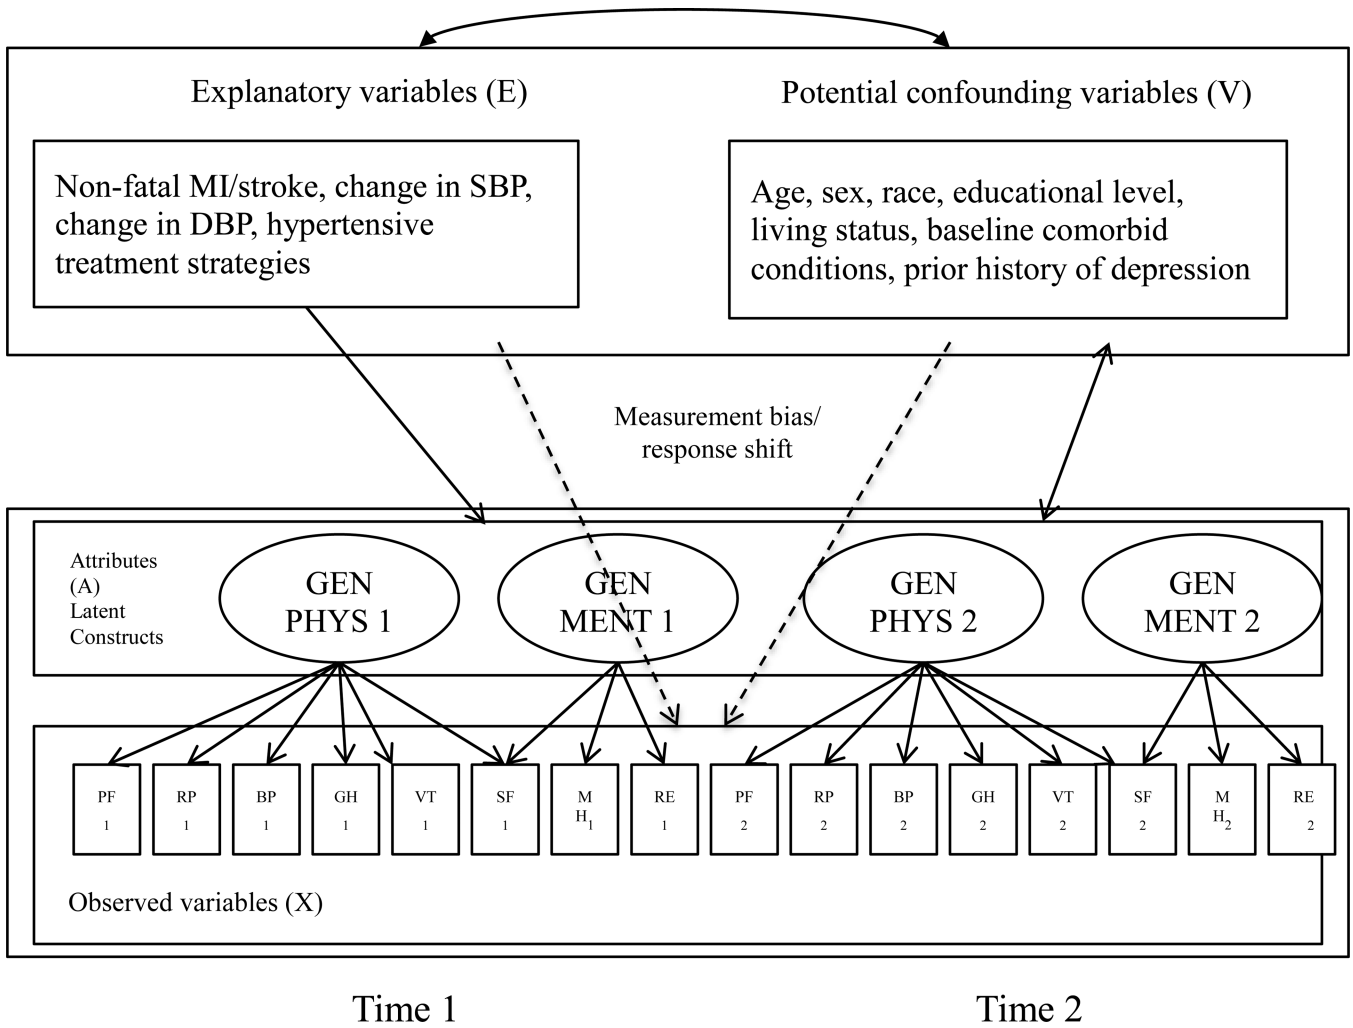 Explanatory variables (E)
Potential confounding variables (V)
Non-fatal MI/stroke, change in SBP,
change in DBP, hypertensive
treatment strategies
Age, sex, race, educational level,
living status, baseline comorbid
conditions, prior history of depression
Measurement bias/
response shift
Attributes
(A)
Latent
Constructs
GEN
PHYS 1
GEN
MENT 1
GEN
PHYS 2
GEN
MENT 2
PF
1
RP
1
BP
1
GH
1
VT
1
SF
1
M
H1
RE
1
PF
2
RP
2
BP
2
GH
2
VT
2
SF
2
M
H2
RE
2
Observed variables (X)
Time 1
Time 2